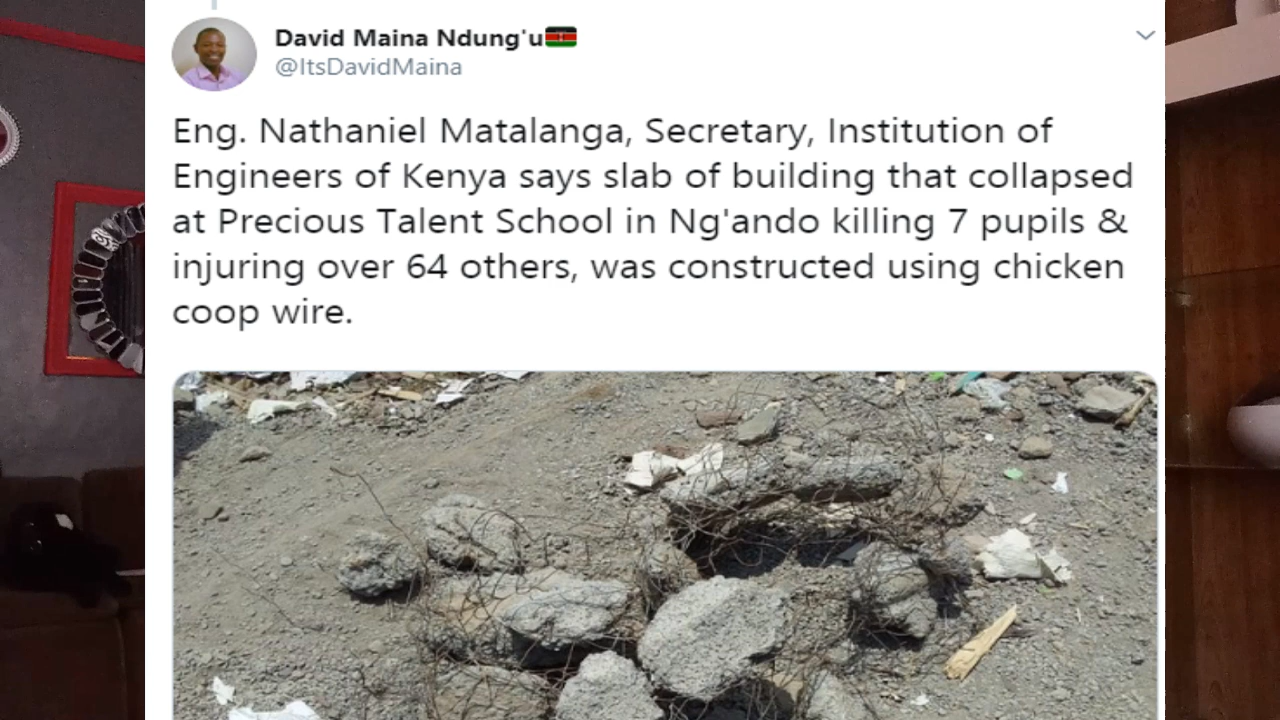 David Maina Ndung'u🇰🇪
@ItsDavidMaina
Eng. Nathaniel Matalanga, Secretary, Institution of
Engineers of Kenya says slab of building that collapsed
at Precious Talent School in Ng'ando killing 7 pupils &
injuring over 64 others, was constructed using chicken
coop wire.